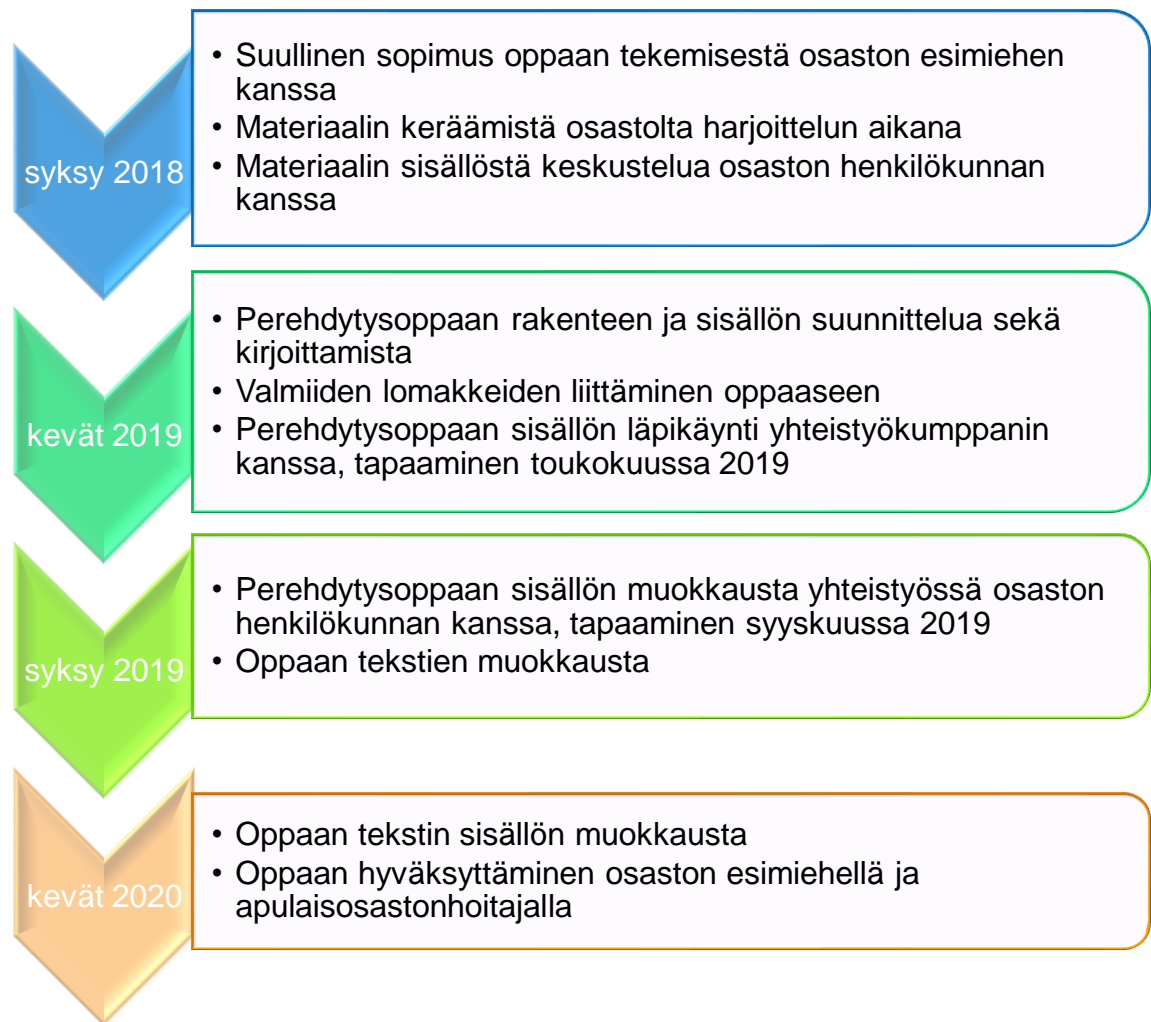 syksy 2018
• Suullinen sopimus oppaan tekemisestä osaston esimiehen
kanssa
• Materiaalin keräämistä osastolta harjoittelun aikana
• Materiaalin sisällöstä keskustelua osaston henkilökunnan
kanssa
kevät 2019
• Perehdytysoppaan rakenteen ja sisällön suunnittelua sekä
kirjoittamista
• Valmiiden lomakkeiden liittäminen oppaaseen
• Perehdytysoppaan sisällön läpikäynti yhteistyökumppanin
kanssa, tapaaminen toukokuussa 2019
syksy 2019
• Perehdytysoppaan sisällön muokkausta yhteistyössä osaston
henkilökunnan kanssa, tapaaminen syyskuussa 2019
• Oppaan tekstien muokkausta
kevät 2020
• Oppaan tekstin sisällön muokkausta
• Oppaan hyväksyttäminen osaston esimiehellä ja
apulaisosastonhoitajalla